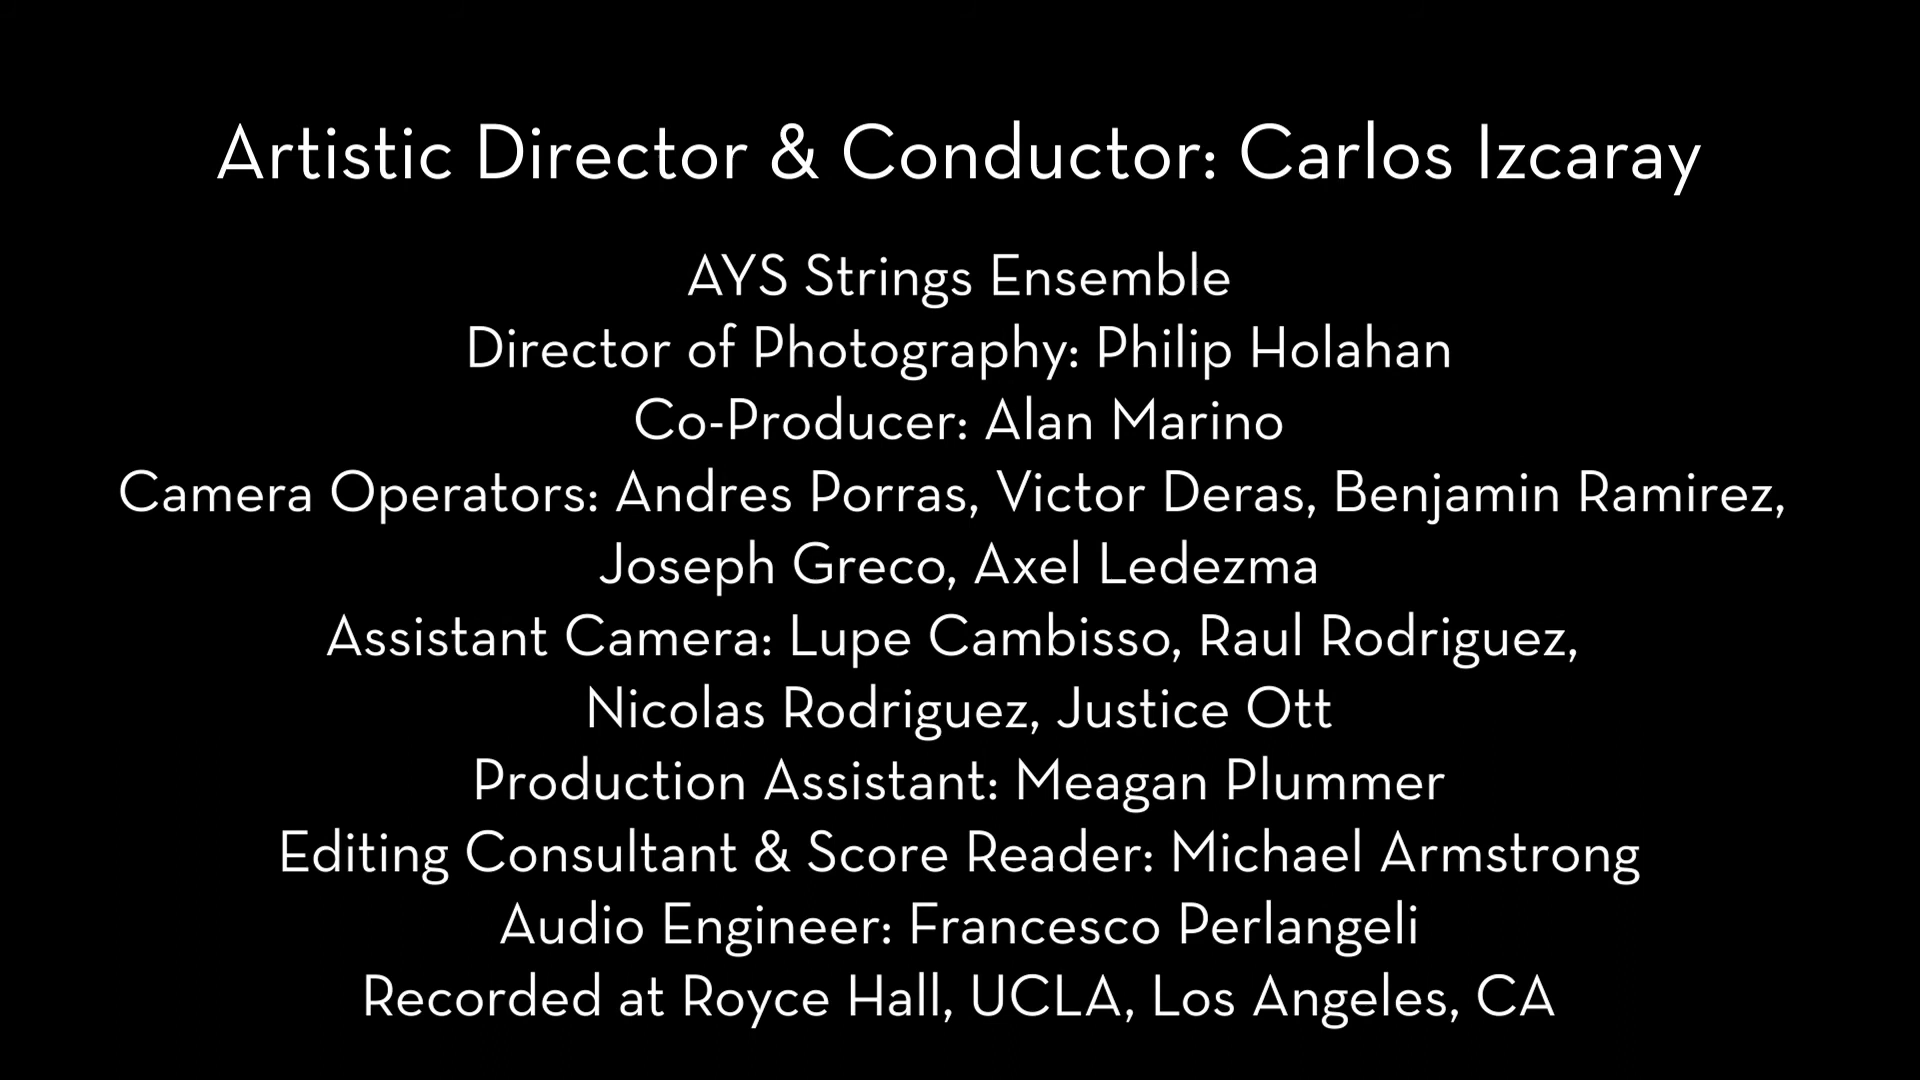 Artistic Director & Conductor: Carlos Izcaray
AYS Strings Ensemble
Director of Photography: Philip Holahan
Co-Producer: Alan Marino
Camera Operators: Andres Porras, Victor Deras, Benjamin Ramirez,
Joseph Greco, Axel Ledezma
Assistant Camera: Lupe Cambisso, Raul Rodriguez,
Nicolas Rodriguez, Justice Ott
Production Assistant: Meagan Plummer
Editing Consultant & Score Reader: Michael Armstrong
Audio Engineer: Francesco Perlangeli
Recorded at Royce Hall, UCLA, Los Angeles, CA